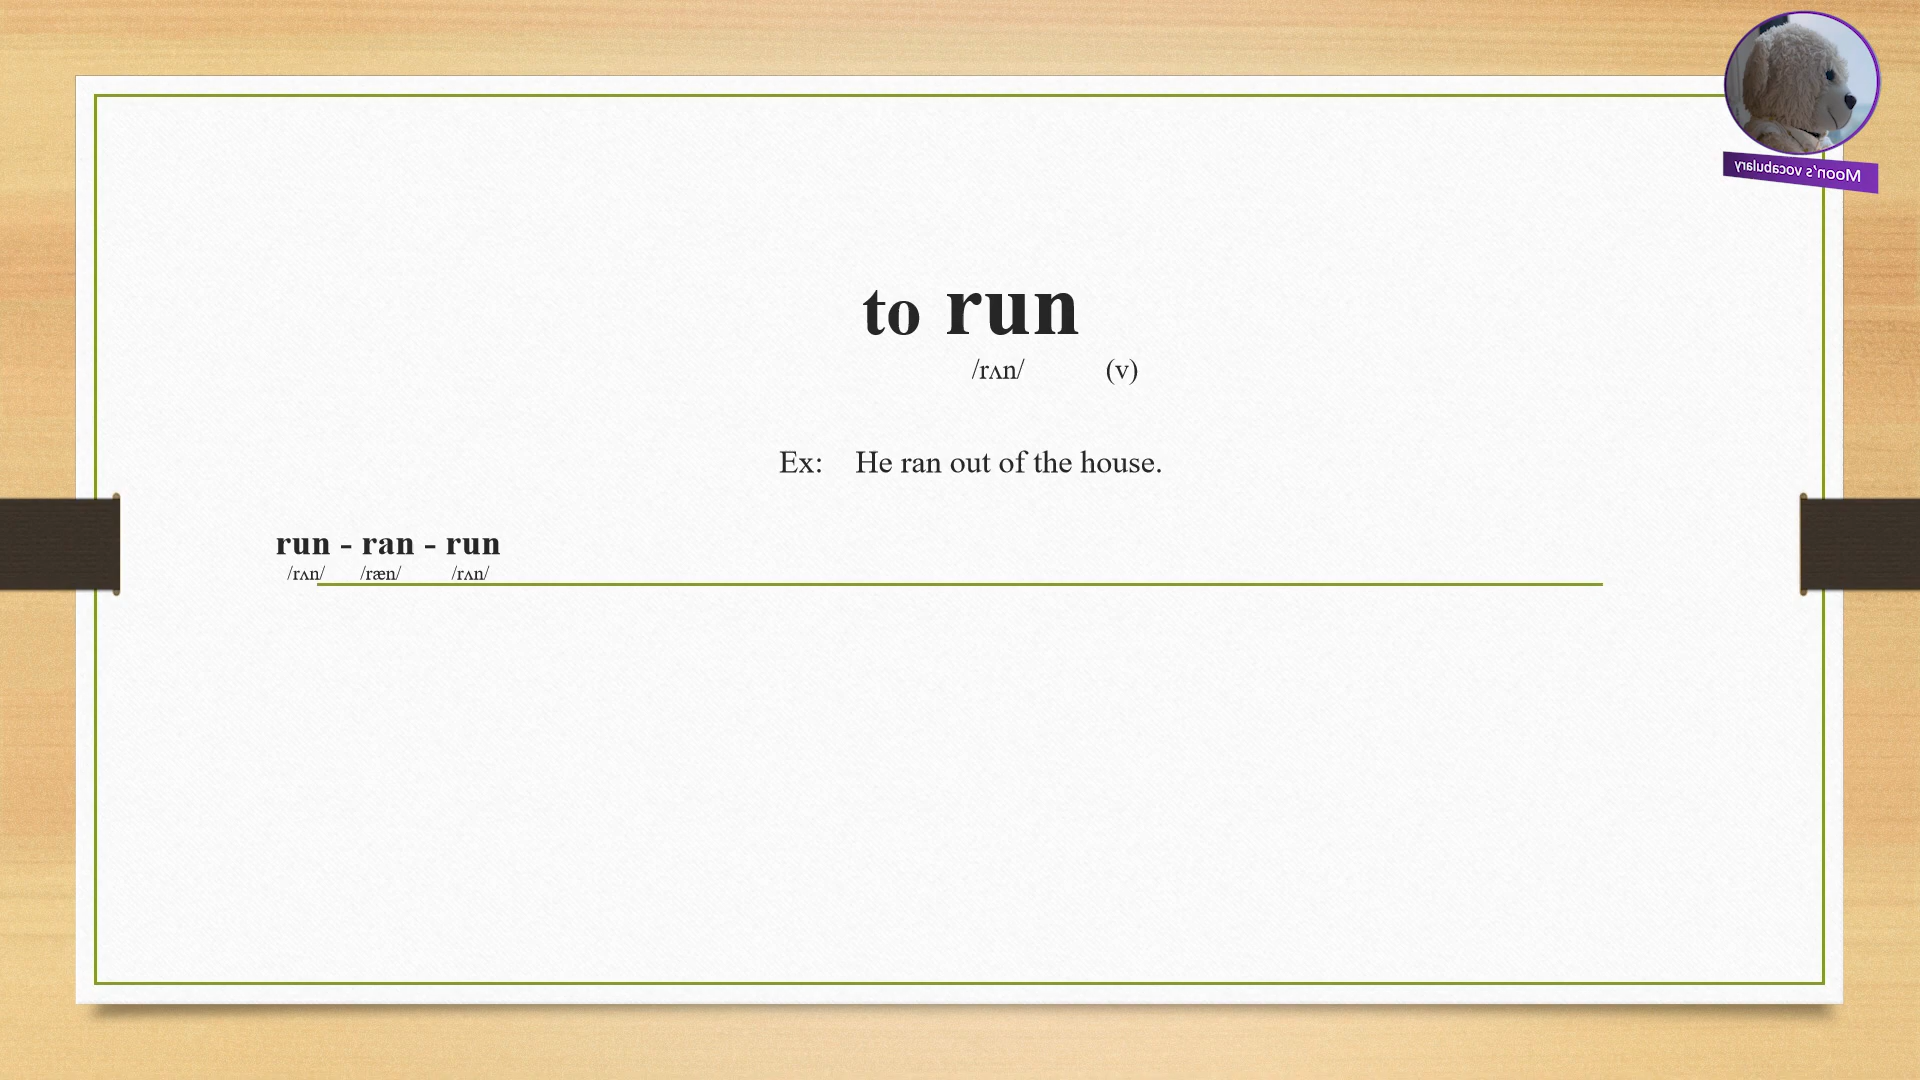 Moon's vocabulary
to run
/rʌn/ (v)
Ex: He ran out of the house.
run - ran - run
/rʌn/ /ræn/ /rʌn/